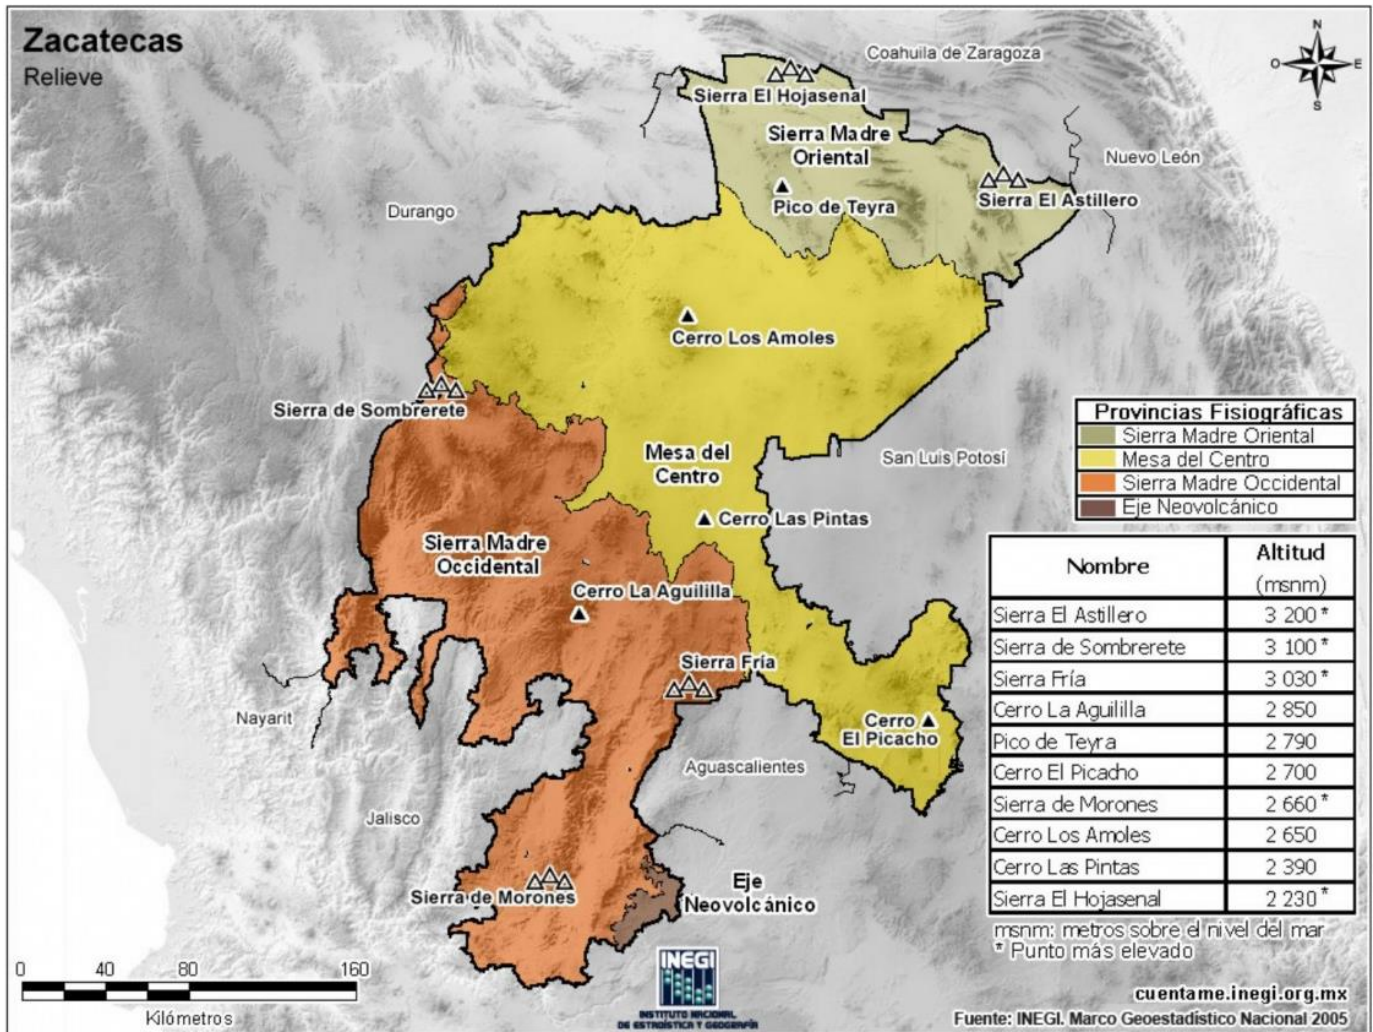 Zacatecas
Relieve
N
O
E
S
Coahuila de Zaragoza
Sierra El Hojasenal
Sierra Madre
Oriental
Nuevo León
Pico de Teyra
Sierra El Astillero
Durango
Cerro Los Amoles
Sierra de Sombrerete
Mesa del
Centro
San Luis Potosí
Cerro Las Pintas
Sierra Madre
Occidental
Cerro La Aguililla
Sierra Fría
Nayarit
Cerro
El Picacho
Aguascalientes
Jalisco
Sierra de Morones
Eje
Neovolcánico
Provincias Fisiográficas
Sierra Madre Oriental
Mesa del Centro
Sierra Madre Occidental
Eje Neovolcánico
Nombre Altitud
(msnm)
Sierra El Astillero 3 200 *
Sierra de Sombrerete 3 100 *
Sierra Fría 3 030 *
Cerro La Aguililla 2 850
Pico de Teyra 2 790
Cerro El Picacho 2 700
Sierra de Morones 2 660 *
Cerro Los Amoles 2 650
Cerro Las Pintas 2 390
Sierra El Hojasenal 2 230 *
msnm: metros sobre el nivel del mar
* Punto más elevado
0 40 80 160
Kilómetros
INEGI
INSTITUTO NACIONAL
DE ESTADÍSTICA Y GEOGRAFÍA
cuentame.inegi.org.mx
Fuente: INEGI. Marco Geoestadístico Nacional 2005